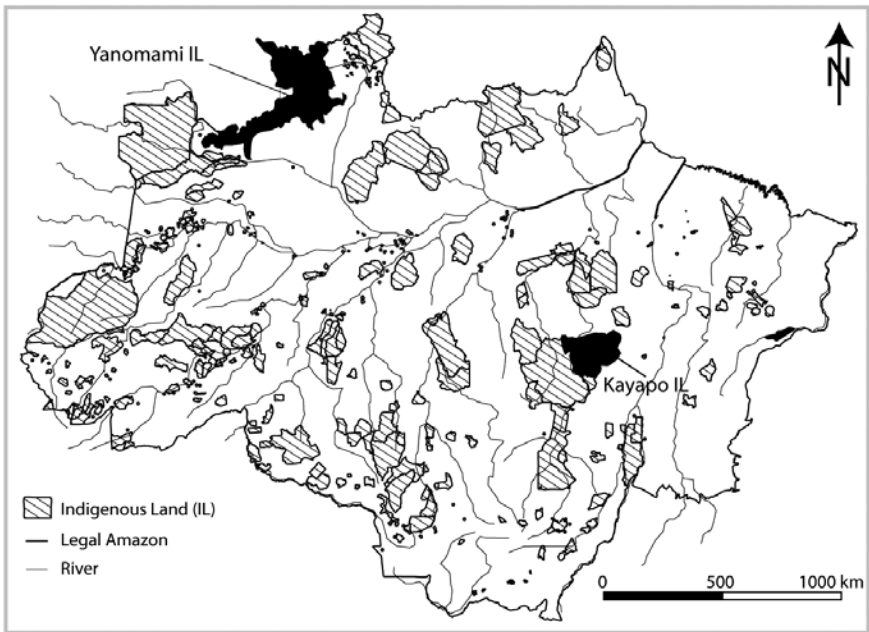 Yanomami IL
N
Kayapo IL
Indigenous Land (IL)
Legal Amazon
River
0 500 1000 km